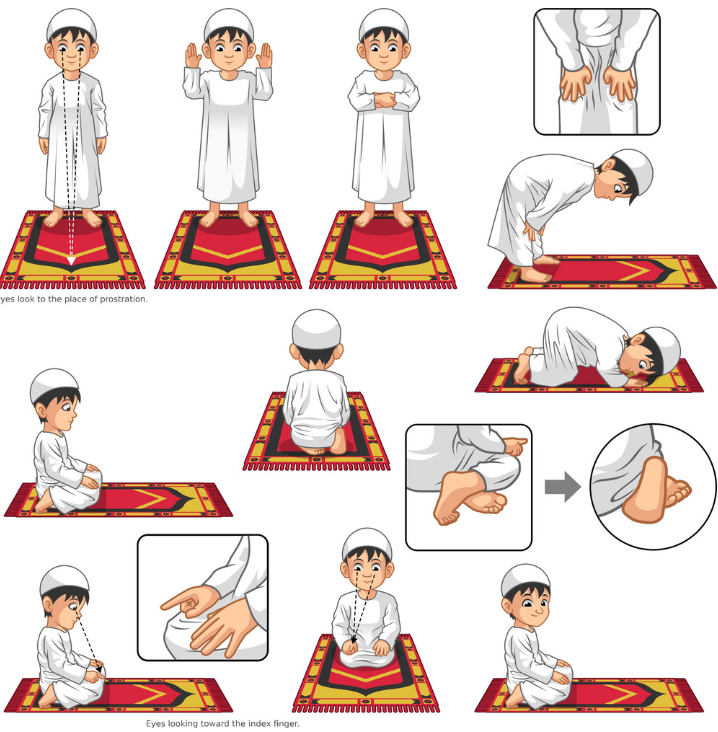 yes look to the place of prostration.
Eyes looking toward the index finger.